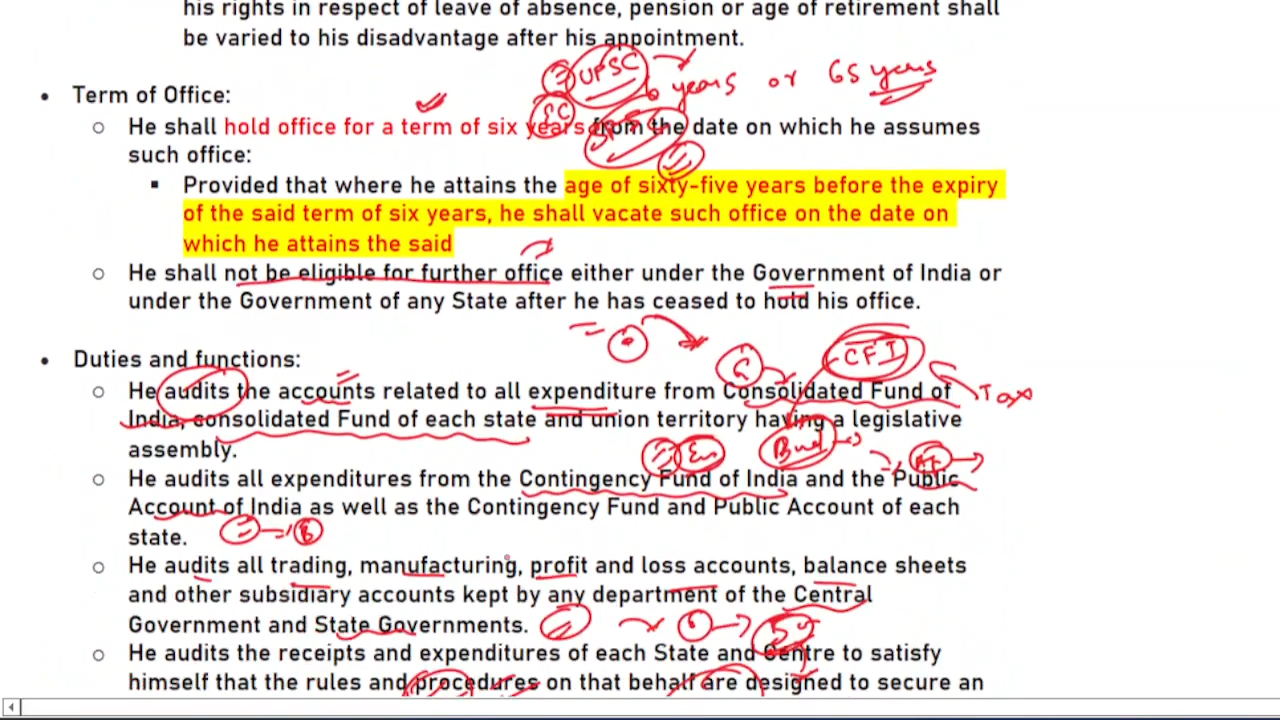 his rights in respect of leave of absence, pension or age of retirement shall
be varied to his disadvantage after his appointment.
UPSC
years or 65 years
• Term of Office:
SC
○ He shall hold office for a term of six years from the date on which he assumes
such office:
▪ Provided that where he attains the age of sixty-five years before the expiry
of the said term of six years, he shall vacate such office on the date on
which he attains the said
○ He shall not be eligible for further office either under the Government of India or
under the Government of any State after he has ceased to hold his office.
CFI
• Duties and functions:
○ He audits the accounts related to all expenditure from Consolidated Fund of
Tax
India, consolidated Fund of each state and union territory having a legislative
assembly.
○ He audits all expenditures from the Contingency Fund of India and the Public
Account of India as well as the Contingency Fund and Public Account of each
state.
○ He audits all trading, manufacturing, profit and loss accounts, balance sheets
and other subsidiary accounts kept by any department of the Central
Government and State Governments.
○ He audits the receipts and expenditures of each State and Centre to satisfy
himself that the rules and procedures on that behalf are designed to secure an